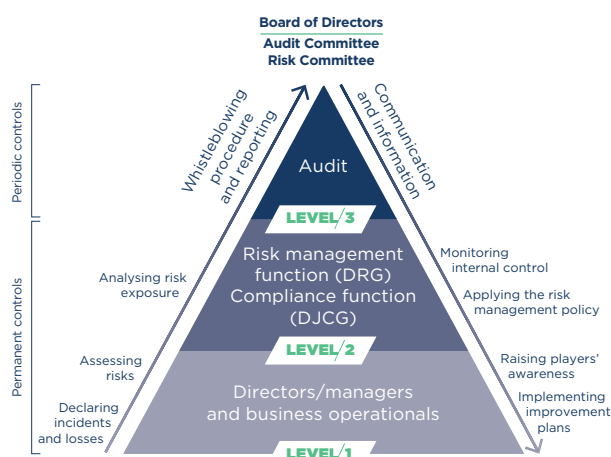 Board of Directors
Audit Committee
Risk Committee
Periodic controls
Whistleblowing
procedure
and reporting
Communication
and information
Audit
LEVEL/3
Permanent controls
Risk management
function (DRG)
Compliance function
(DJCG)
Analysing risk
exposure
Monitoring
internal control
Applying the risk
management policy
LEVEL/2
Assessing
risks
Raising players’
awareness
Directors/managers
and business operationals
Declaring
incidents
and losses
Implementing
improvement
plans
LEVEL/1